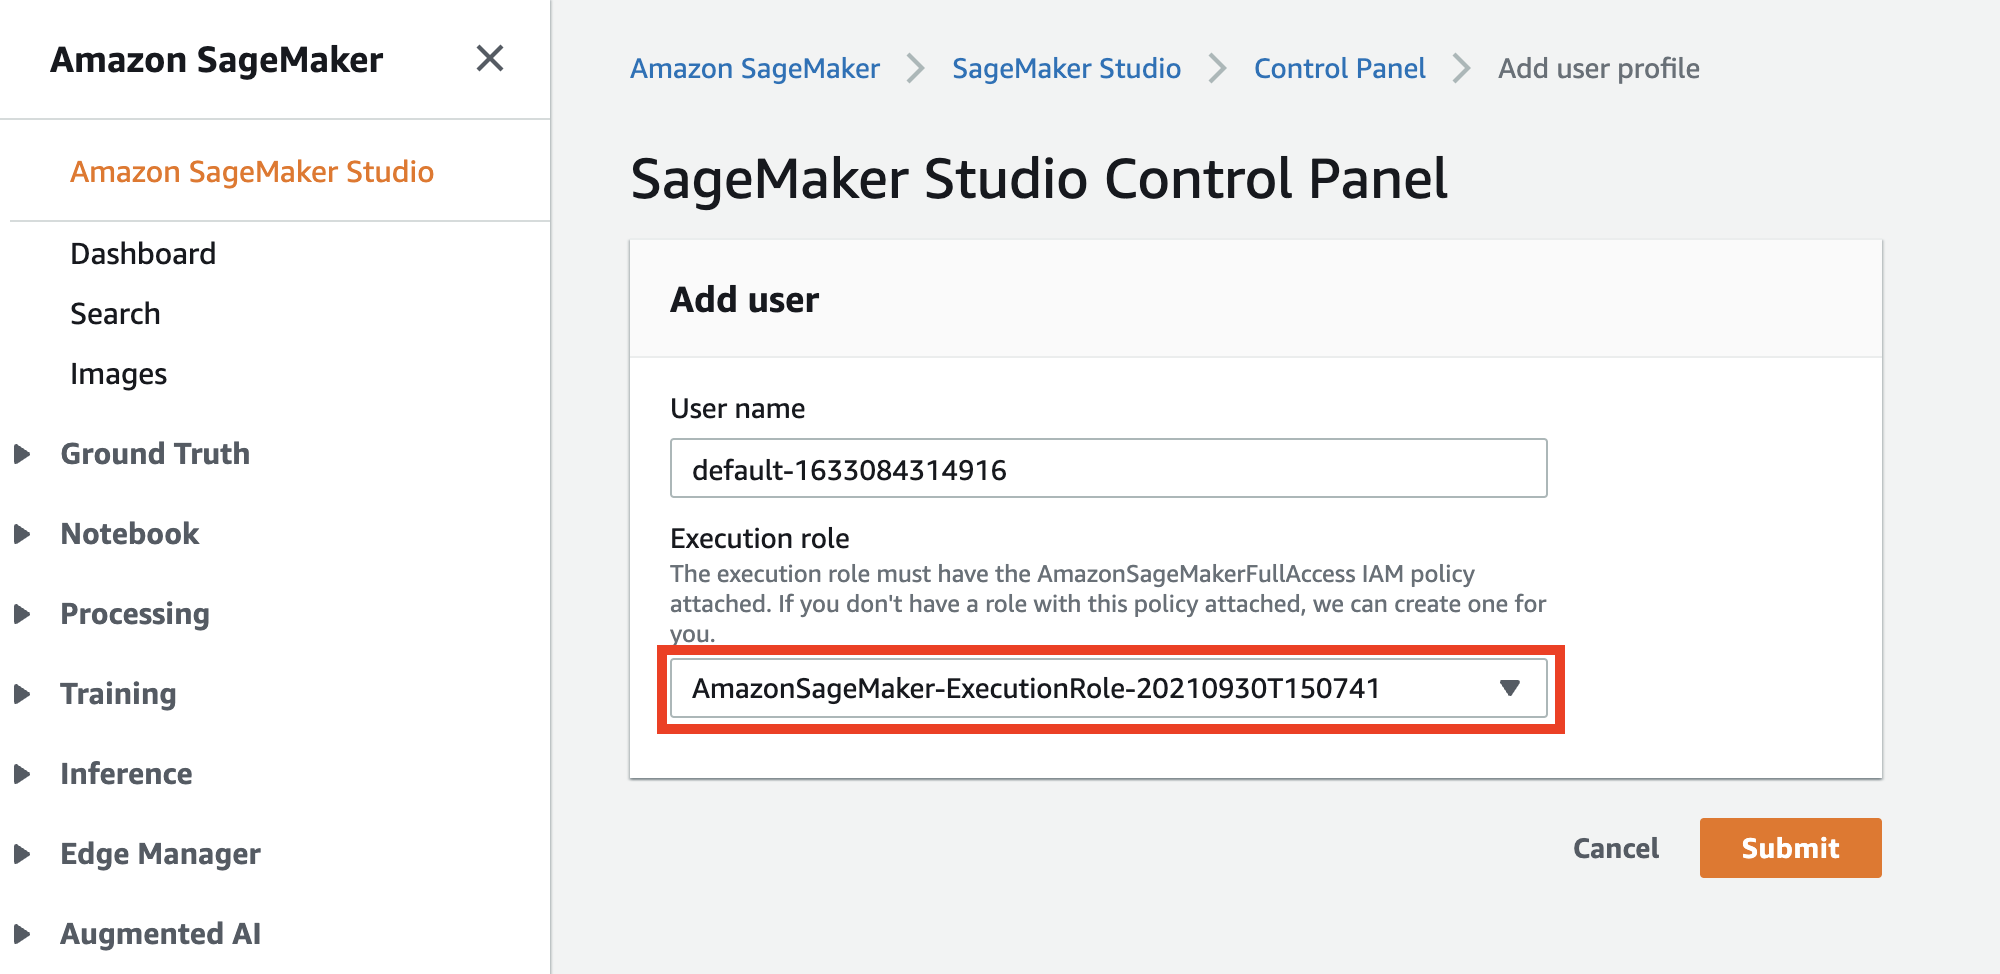 Amazon SageMaker
Amazon SageMaker Studio
Dashboard
Search
Images
Ground Truth
Notebook
Processing
Training
Inference
Edge Manager
Augmented AI
Amazon SageMaker SageMaker Studio Control Panel Add user profile
SageMaker Studio Control Panel
Add user
User name
default-1633084314916
Execution role
The execution role must have the AmazonSageMakerFullAccess IAM policy
attached. If you don't have a role with this policy attached, we can create one for
you.
AmazonSageMaker-ExecutionRole-20210930T150741
Cancel Submit